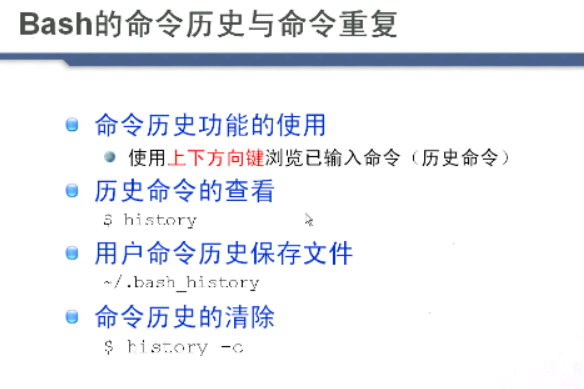 Bash的命令历史与命令重复
命令历史功能的使用
使用上下方向键浏览已输入命令（历史命令）
历史命令的查看
$ history
用户命令历史保存文件
~/.bash_history
命令历史的清除
$ history -c